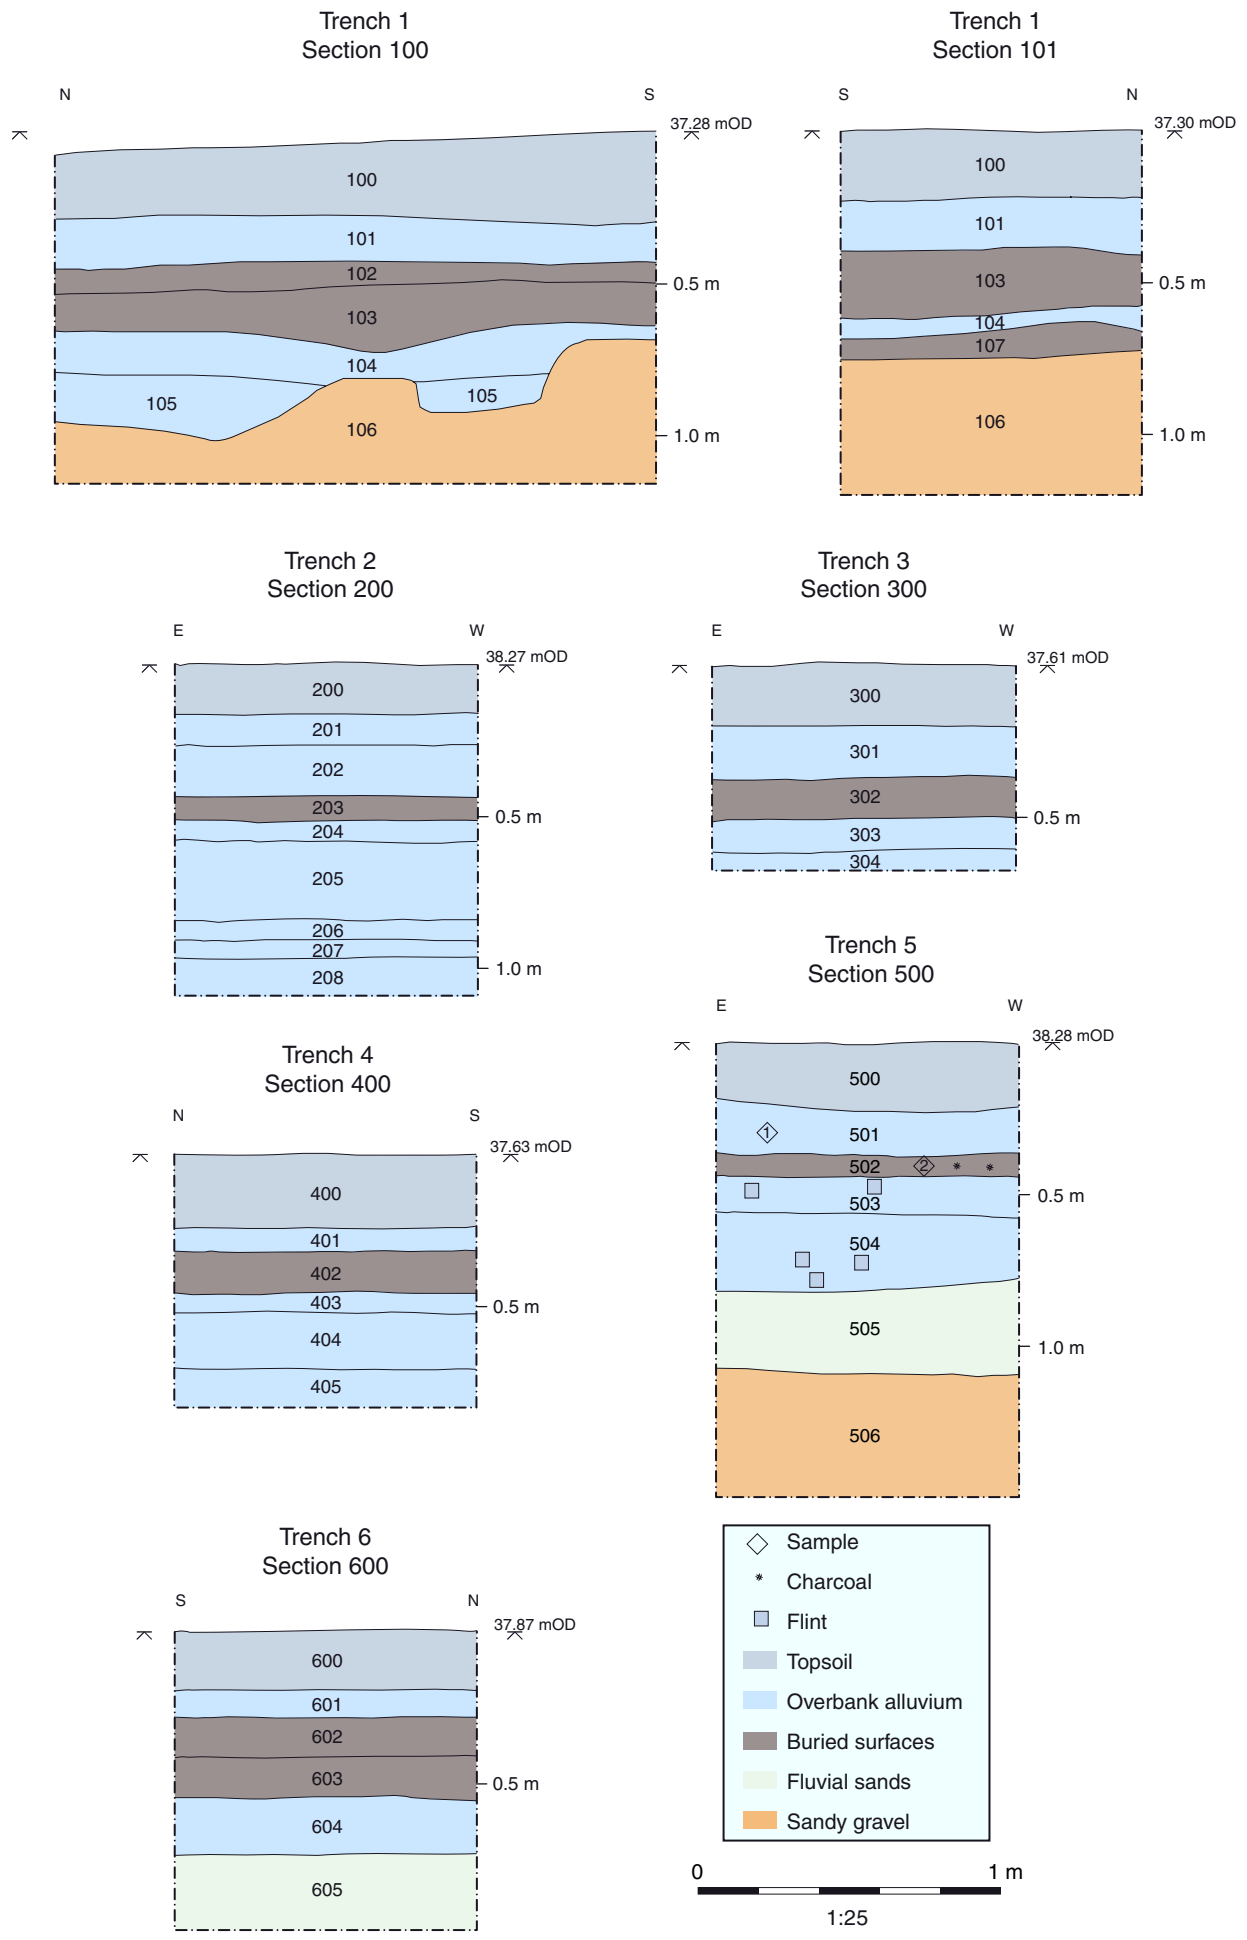 Trench 1
Section 100
N
S
37.28 mOD
100
101
102
103
104
105
105
106
0.5 m
1.0 m
Trench 1
Section 101
S
N
37.30 mOD
100
101
103
104
107
106
0.5 m
1.0 m
Trench 2
Section 200
E
W
38.27 mOD
200
201
202
203
204
205
206
207
208
0.5 m
1.0 m
Trench 3
Section 300
E
W
37.61 mOD
300
301
302
303
304
0.5 m
Trench 4
Section 400
N
S
37.63 mOD
400
401
402
403
404
405
0.5 m
Trench 5
Section 500
E
W
38.28 mOD
500
1
501
502
2
503
504
505
506
0.5 m
1.0 m
Trench 6
Section 600
S
N
37.87 mOD
600
601
602
603
604
605
0.5 m
Sample
Charcoal
Flint
Topsoil
Overbank alluvium
Buried surfaces
Fluvial sands
Sandy gravel
0
1 m
1:25